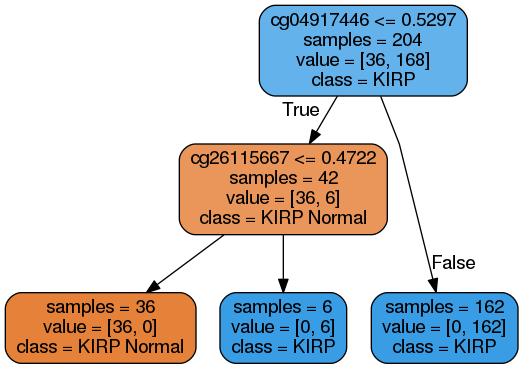 cg04917446 <= 0.5297
samples = 204
value = [36, 168]
class = KIRP
True
cg26115667 <= 0.4722
samples = 42
value = [36, 6]
class = KIRP Normal
False
samples = 36
value = [36, 0]
class = KIRP Normal
samples = 6
value = [0, 6]
class = KIRP
samples = 162
value = [0, 162]
class = KIRP